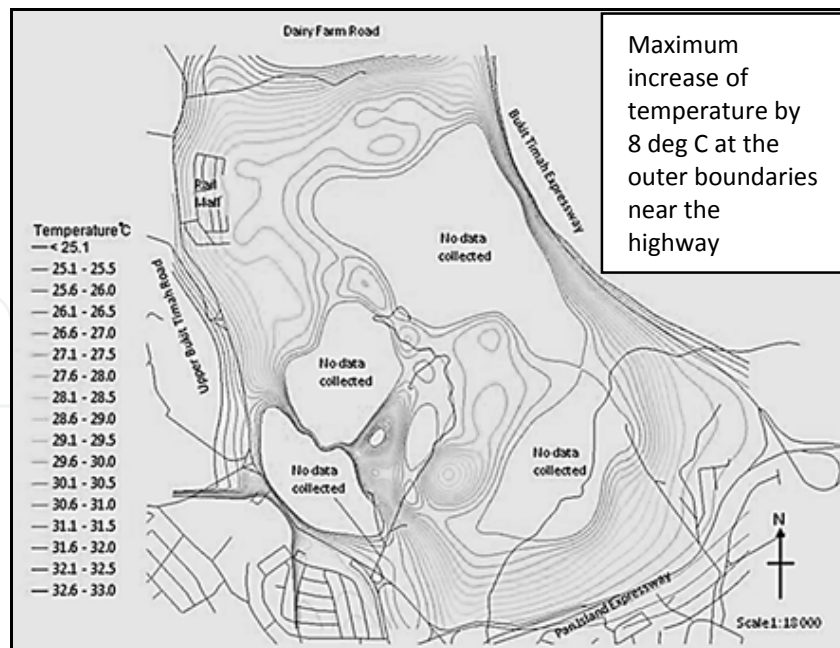 Dairy Farm Road
Maximum
increase of
temperature by
8 deg C at the
outer boundaries
near the
highway
Bukit Timah Expressway
Rail
Mall
No data
collected
Temperature°C
< 25.1
25.1 - 25.5
25.6 - 26.0
26.1 - 26.5
26.6 - 27.0
27.1 - 27.5
27.6 - 28.0
28.1 - 28.5
28.6 - 29.0
29.1 - 29.5
29.6 - 30.0
30.1 - 30.5
30.6 - 31.0
31.1 - 31.5
31.6 - 32.0
32.1 - 32.5
32.6 - 33.0
Upper Bukit Timah Road
No data
collected
No data
collected
No data
collected
N
Pan Island Expressway
Scale1:18000